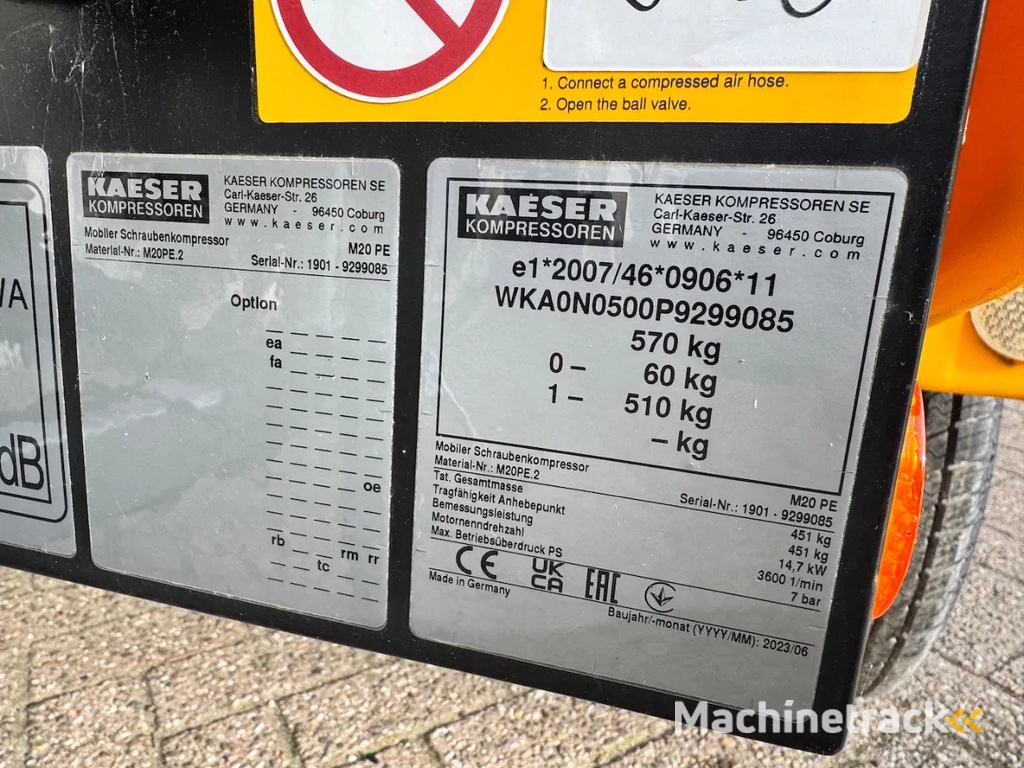 1. Connect a compressed air hose.
2. Open the ball valve.
/A
dB
KAESER
KOMPRESSOREN
KAESER KOMPRESSOREN SE
Carl-Kaeser-Str. 26
GERMANY - 96450 Coburg
www.kaeser.com
Mobiler Schraubenkompressor M20 PE
Material-Nr.: M20PE.2 Serial-Nr.: 1901 - 9299085
Option
ea
fa
oe
rb rm rr
tc
KAESER
KOMPRESSOREN
KAESER KOMPRESSOREN SE
Carl-Kaeser-Str. 26
GERMANY - 96450 Coburg
www.kaeser.com
e1*2007/46*0906*11
WKA0N0500P9299085
570 kg
0 – 60 kg
1 – 510 kg
– kg
Mobiler Schraubenkompressor M20 PE
Material-Nr.: M20PE.2 Serial-Nr.: 1901 - 9299085
Tat. Gesamtmasse 451 kg
Tragfähigkeit Anhebepunkt 451 kg
Bemessungsleistung 14,7 kW
Motornenndrehzahl 3600 1/min
Max. Betriebsüberdruck PS 7 bar
CE UK CA EAC
Made in Germany
Baujahr/-monat (YYYY/MM): 2023/06
Machinetrack